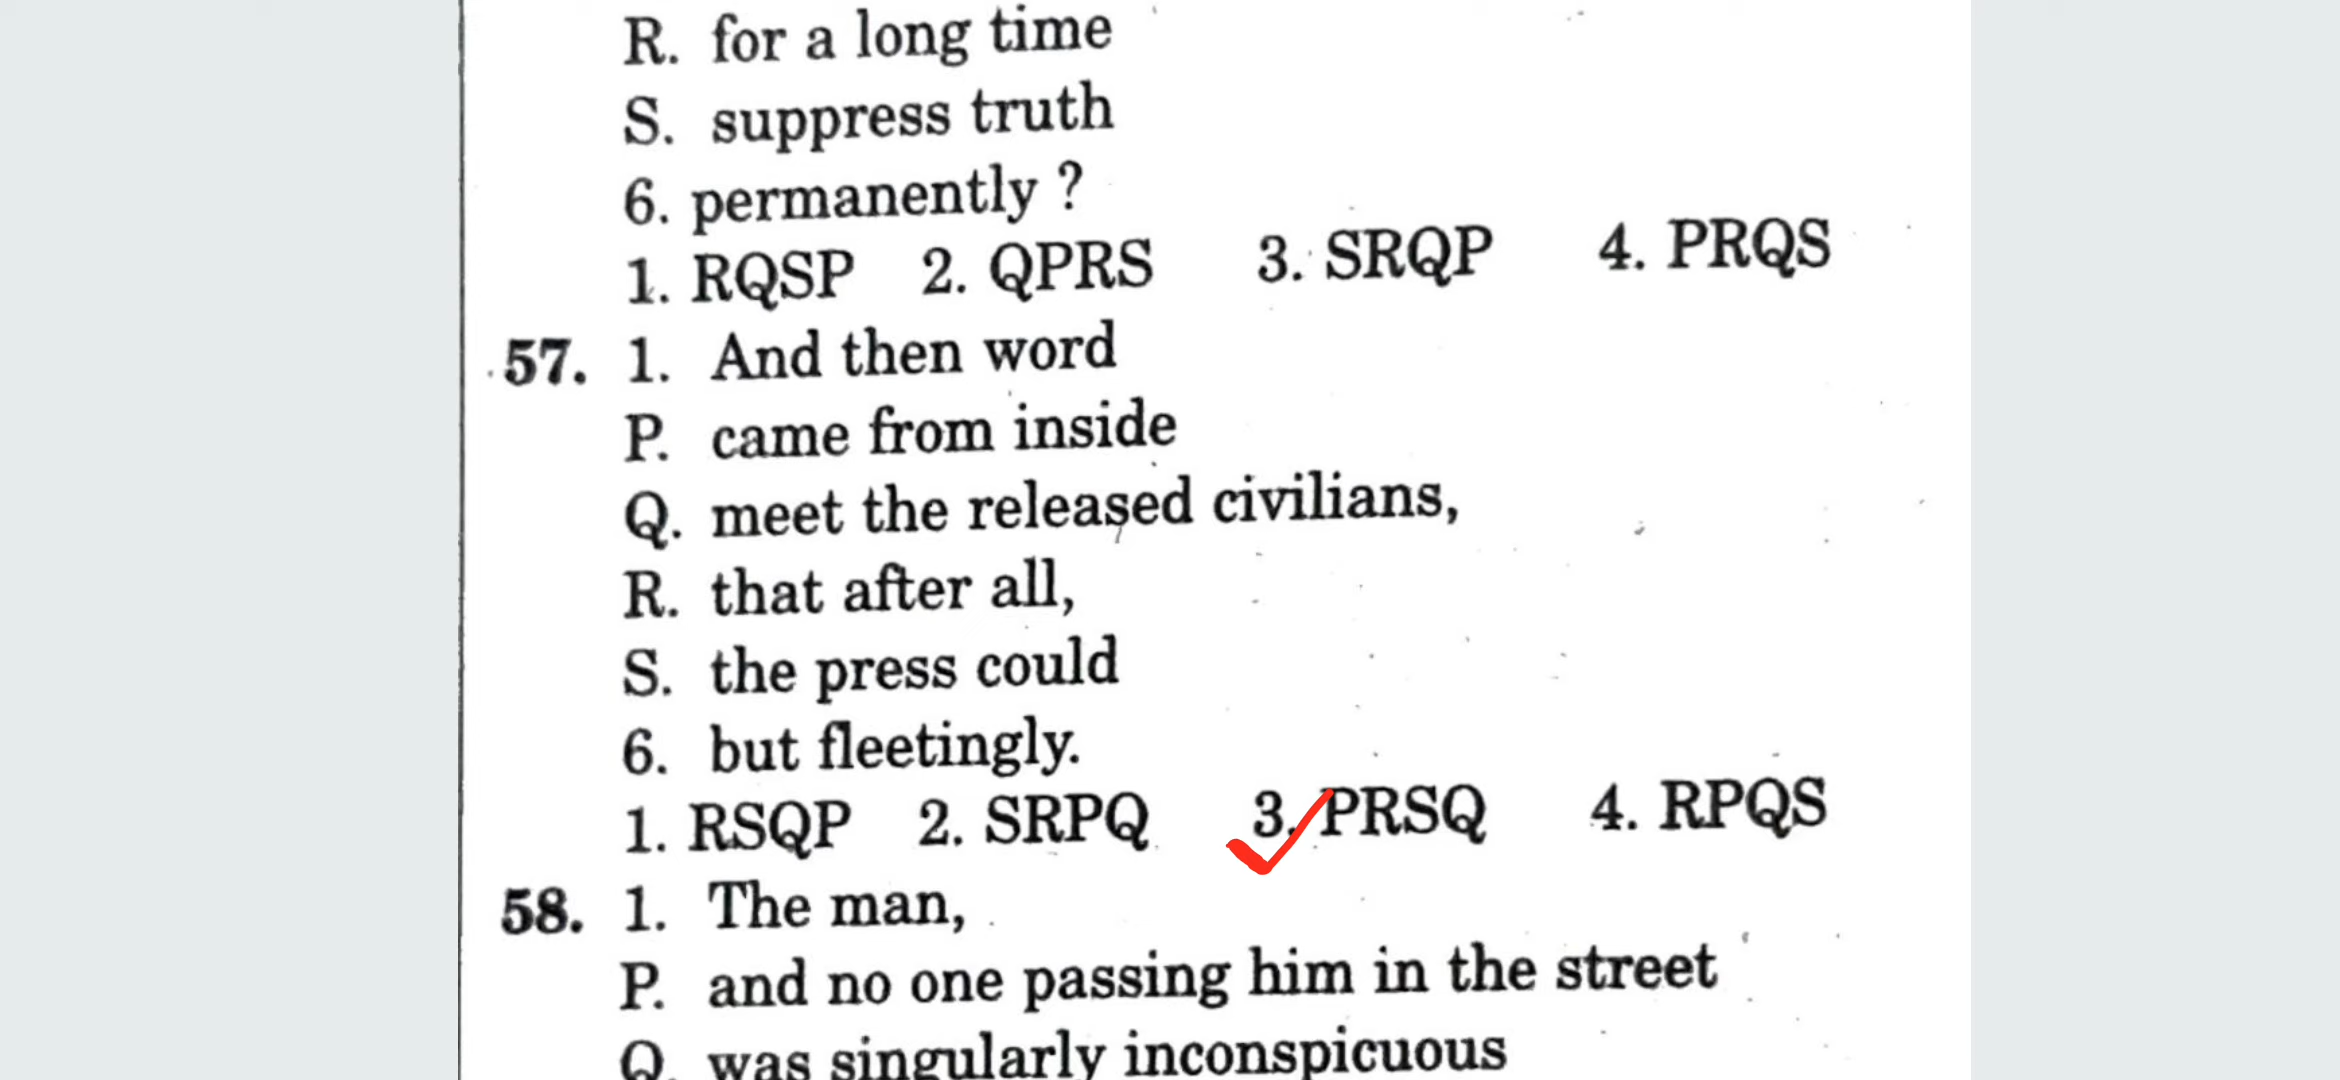 R. for a long time
S. suppress truth
6. permanently ?
1. RQSP 2. QPRS 3. SRQP 4. PRQS
57. 1. And then word
P. came from inside
Q. meet the released civilians,
R. that after all,
S. the press could
6. but fleetingly.
1. RSQP 2. SRPQ 3. PRSQ 4. RPQS
58. 1. The man,
P. and no one passing him in the street
Q. was singularly inconspicuous